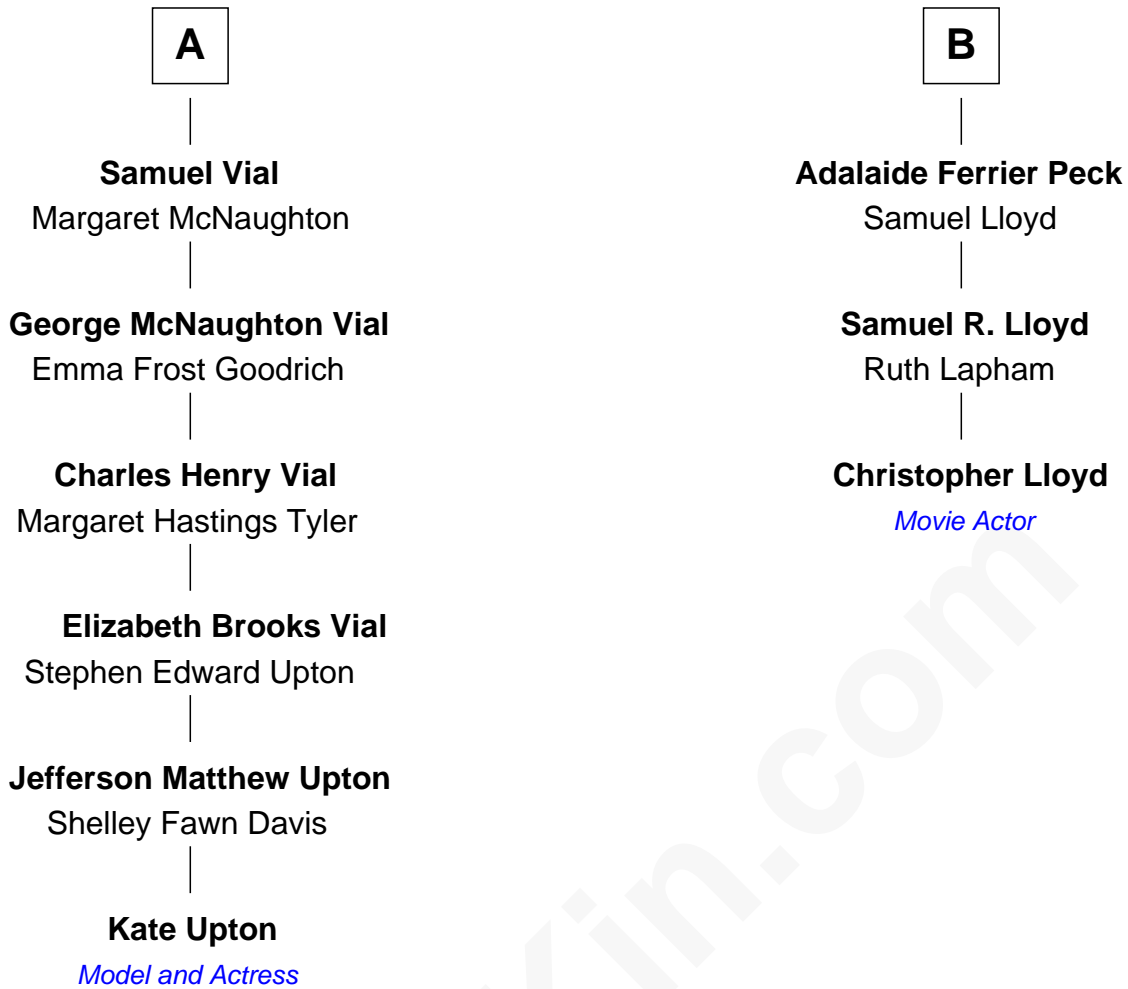 A
Samuel Vial
Margaret McNaughton
George McNaughton Vial
Emma Frost Goodrich
Charles Henry Vial
Margaret Hastings Tyler
Elizabeth Brooks Vial
Stephen Edward Upton
Jefferson Matthew Upton
Shelley Fawn Davis
Kate Upton
Model and Actress
B
Adalaide Ferrier Peck
Samuel Lloyd
Samuel R. Lloyd
Ruth Lapham
Christopher Lloyd
Movie Actor
Kin.com